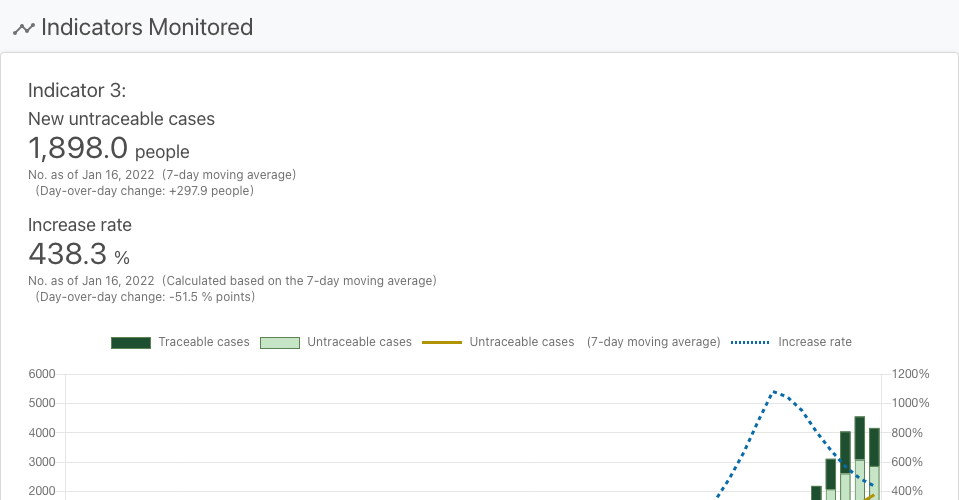 Indicators Monitored
Indicator 3:
New untraceable cases
1,898.0 people
No. as of Jan 16, 2022 (7-day moving average)
(Day-over-day change: +297.9 people)
Increase rate
438.3 %
No. as of Jan 16, 2022 (Calculated based on the 7-day moving average)
(Day-over-day change: -51.5 % points)
Traceable cases Untraceable cases Untraceable cases (7-day moving average) Increase rate
6000 1200%
5000 1000%
4000 800%
3000 600%
2000 400%